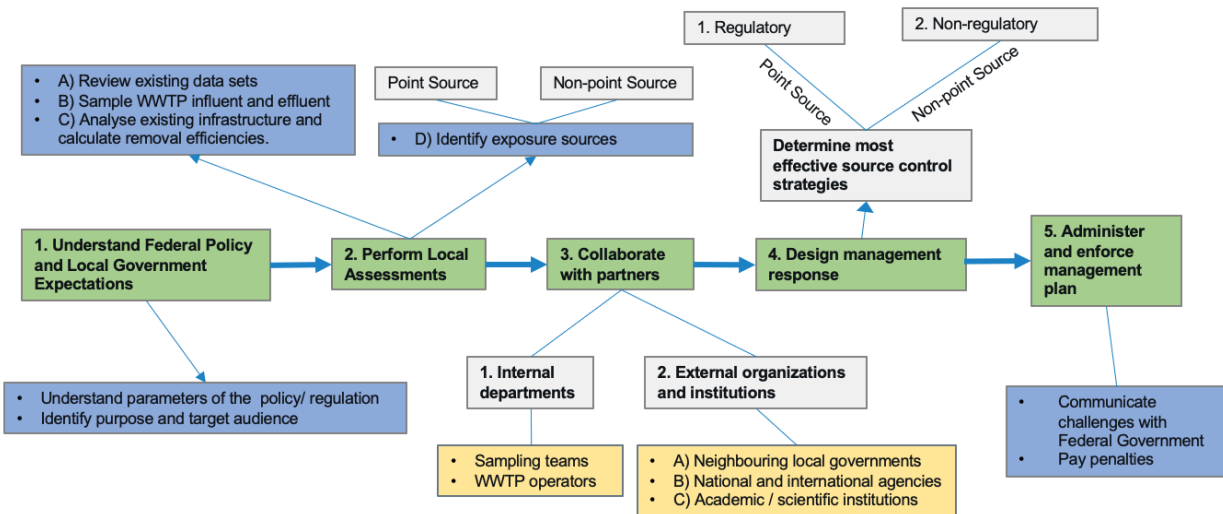 1. Regulatory
2. Non-regulatory
Point Source
Non-point Source
• A) Review existing data sets
• B) Sample WWTP influent and effluent
• C) Analyse existing infrastructure and
calculate removal efficiencies.
Point Source
Non-point Source
• D) Identify exposure sources
Determine most
effective source control
strategies
1. Understand Federal Policy
and Local Government
Expectations
2. Perform Local
Assessments
3. Collaborate
with partners
4. Design management
response
5. Administer
and enforce
management
plan
• Understand parameters of the policy/ regulation
• Identify purpose and target audience
1. Internal
departments
2. External organizations
and institutions
• Sampling teams
• WWTP operators
• A) Neighbouring local governments
• B) National and international agencies
• C) Academic / scientific institutions
• Communicate
challenges with
Federal Government
• Pay penalties